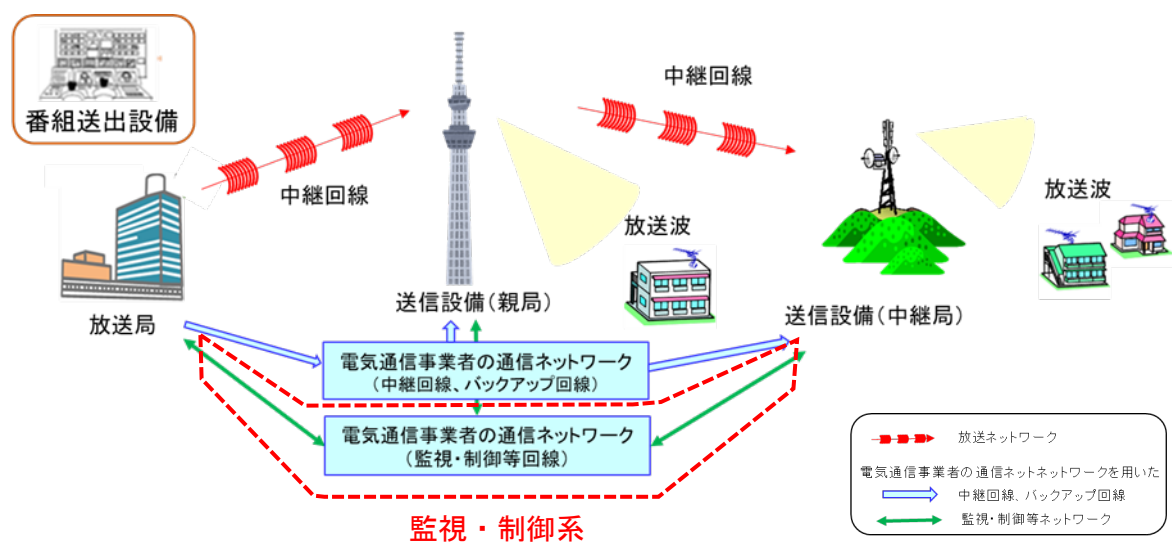 番組送出設備
中継回線
中継回線
放送波
放送波
放送局
送信設備(親局)
送信設備(中継局)
電気通信事業者の通信ネットワーク
(中継回線、バックアップ回線)
電気通信事業者の通信ネットワーク
(監視・制御等回線)
監視・制御系
放送ネットワーク
電気通信事業者の通信ネットネットワークを用いた
中継回線、バックアップ回線
監視・制御等ネットワーク